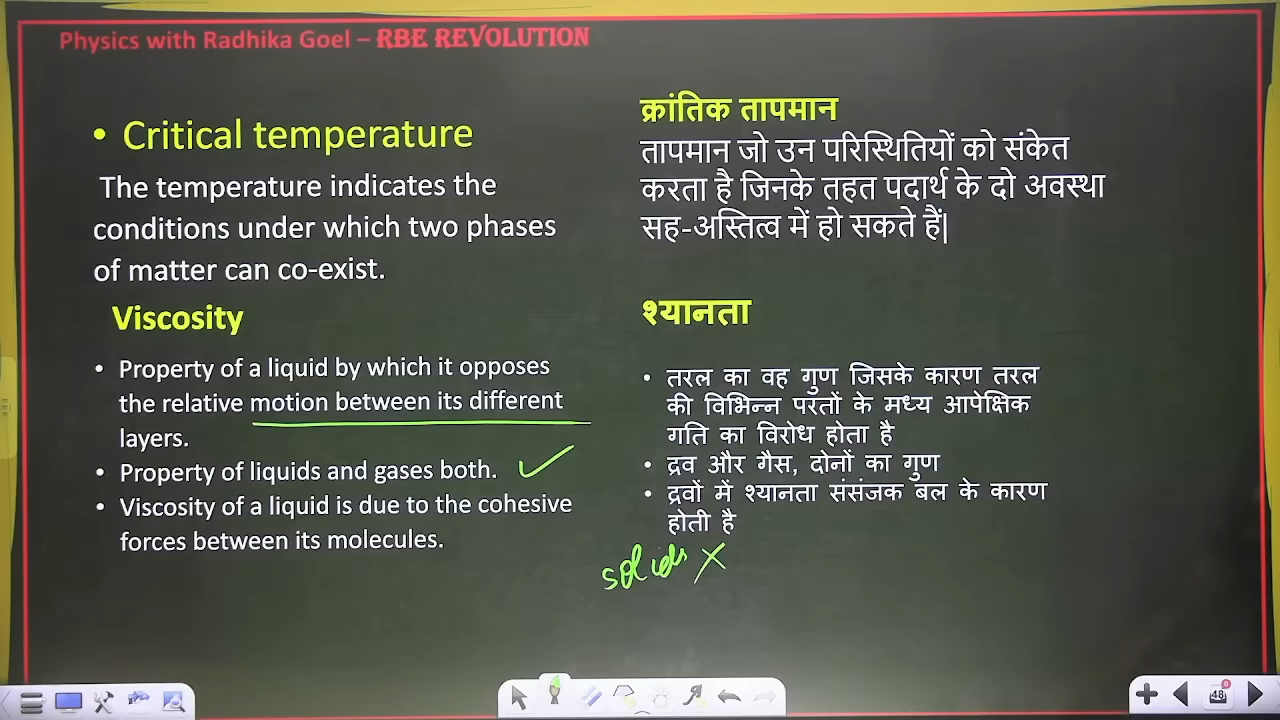 Physics with Radhika Goel – RBE REVOLUTION
• Critical temperature
The temperature indicates the
conditions under which two phases
of matter can co-exist.
Viscosity
• Property of a liquid by which it opposes
the relative motion between its different
layers.
• Property of liquids and gases both.
• Viscosity of a liquid is due to the cohesive
forces between its molecules.
क्रांतिक तापमान
तापमान जो उन परिस्थितियों को संकेत
करता है जिनके तहत पदार्थ के दो अवस्था
सह-अस्तित्व में हो सकते हैं|
श्यानता
• तरल का वह गुण जिसके कारण तरल
की विभिन्न परतों के मध्य आपेक्षिक
गति का विरोध होता है
• द्रव और गैस, दोनों का गुण
• द्रवों में श्यानता संसंजक बल के कारण
होती है
solids
48